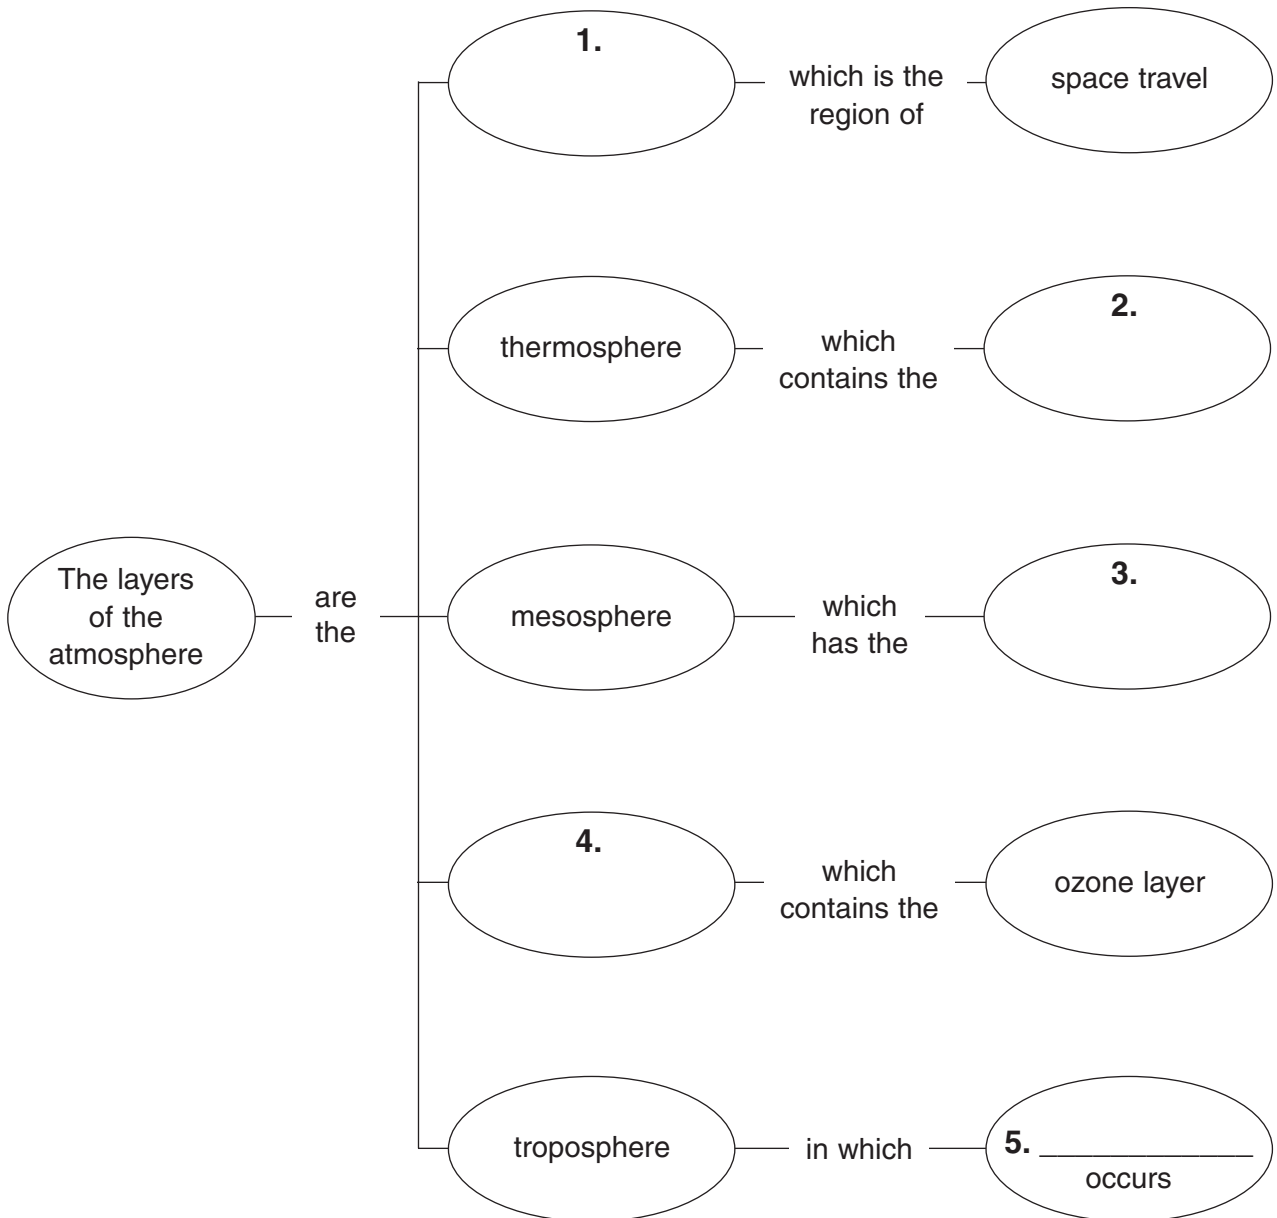 1.
which is the
region of
space travel
thermosphere
which
contains the
2.
The layers
of the
atmosphere
are
the
mesosphere
which
has the
3.
4.
which
contains the
ozone layer
troposphere
in which
5. ____________
occurs